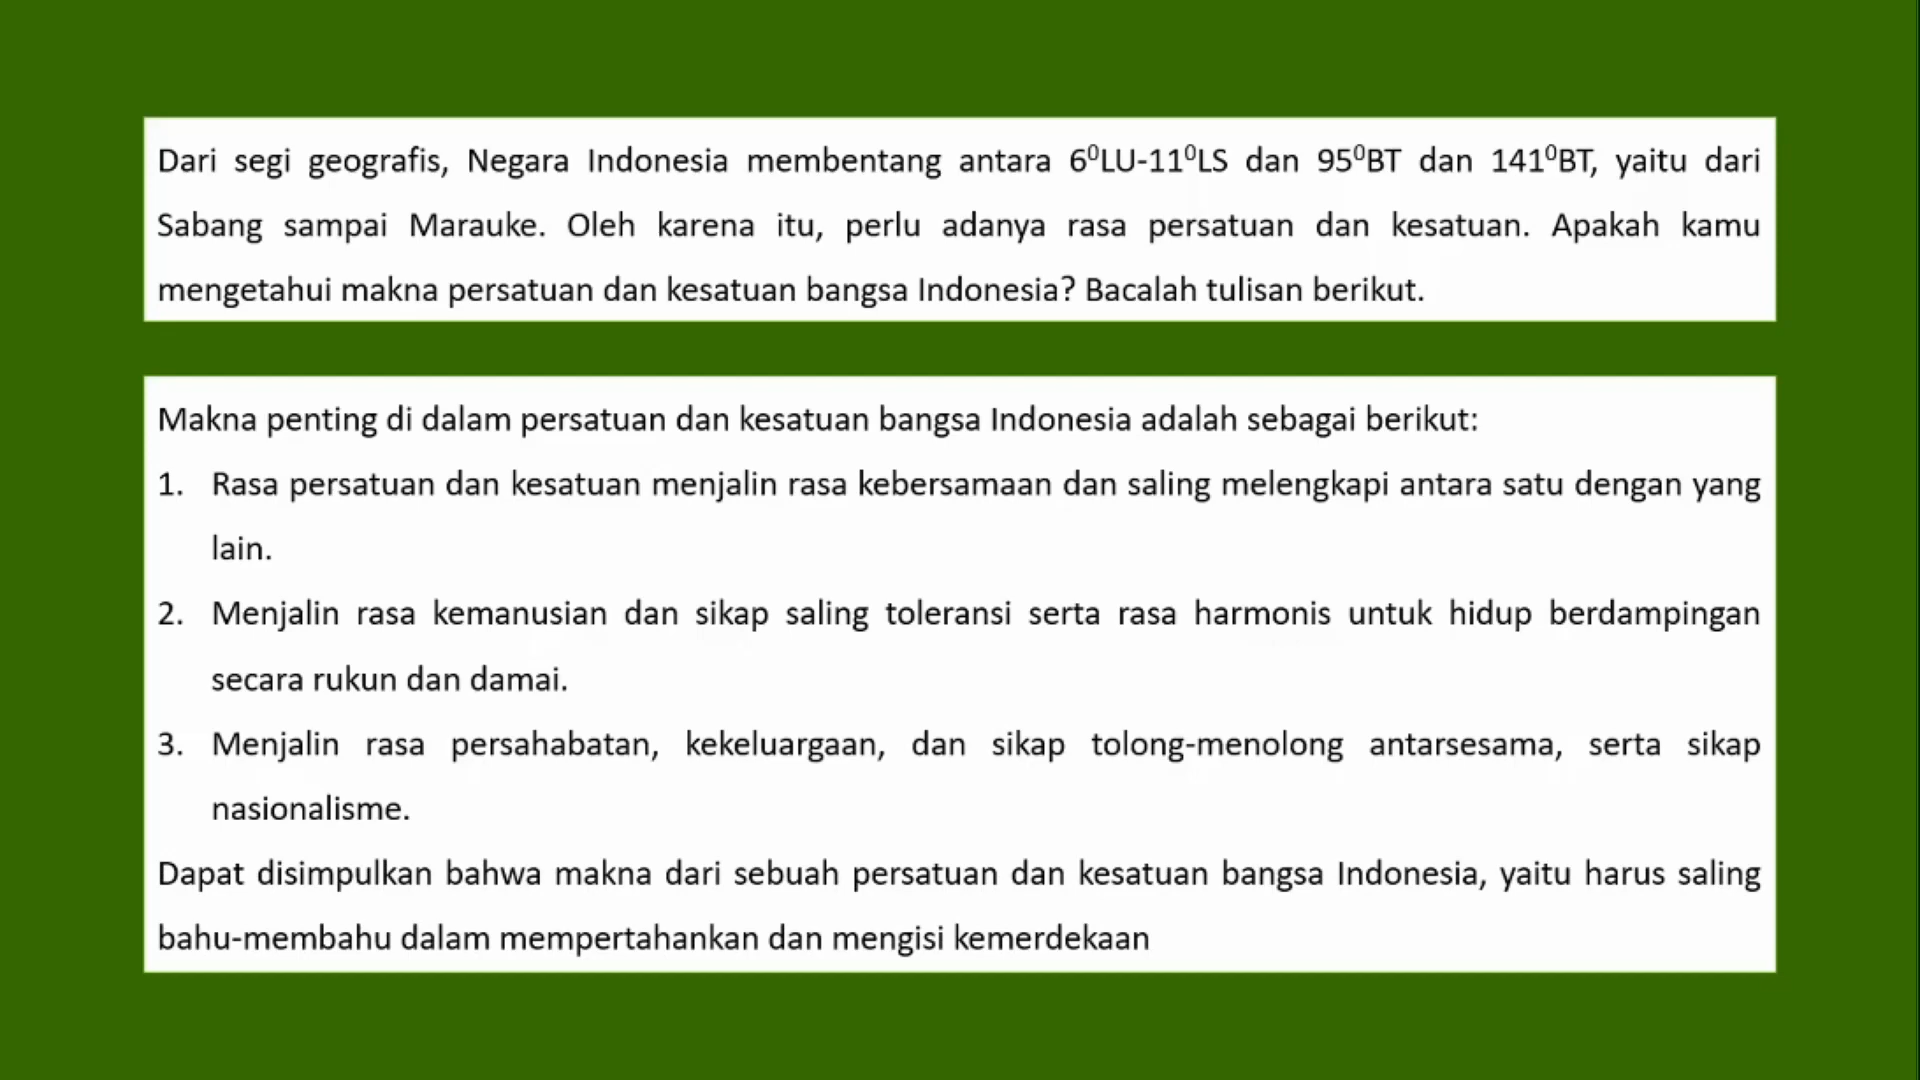 Dari segi geografis, Negara Indonesia membentang antara 6⁰LU-11⁰LS dan 95⁰BT dan 141⁰BT, yaitu dari
Sabang sampai Marauke. Oleh karena itu, perlu adanya rasa persatuan dan kesatuan. Apakah kamu
mengetahui makna persatuan dan kesatuan bangsa Indonesia? Bacalah tulisan berikut.
Makna penting di dalam persatuan dan kesatuan bangsa Indonesia adalah sebagai berikut:
1. Rasa persatuan dan kesatuan menjalin rasa kebersamaan dan saling melengkapi antara satu dengan yang
lain.
2. Menjalin rasa kemanusian dan sikap saling toleransi serta rasa harmonis untuk hidup berdampingan
secara rukun dan damai.
3. Menjalin rasa persahabatan, kekeluargaan, dan sikap tolong-menolong antarsesama, serta sikap
nasionalisme.
Dapat disimpulkan bahwa makna dari sebuah persatuan dan kesatuan bangsa Indonesia, yaitu harus saling
bahu-membahu dalam mempertahankan dan mengisi kemerdekaan